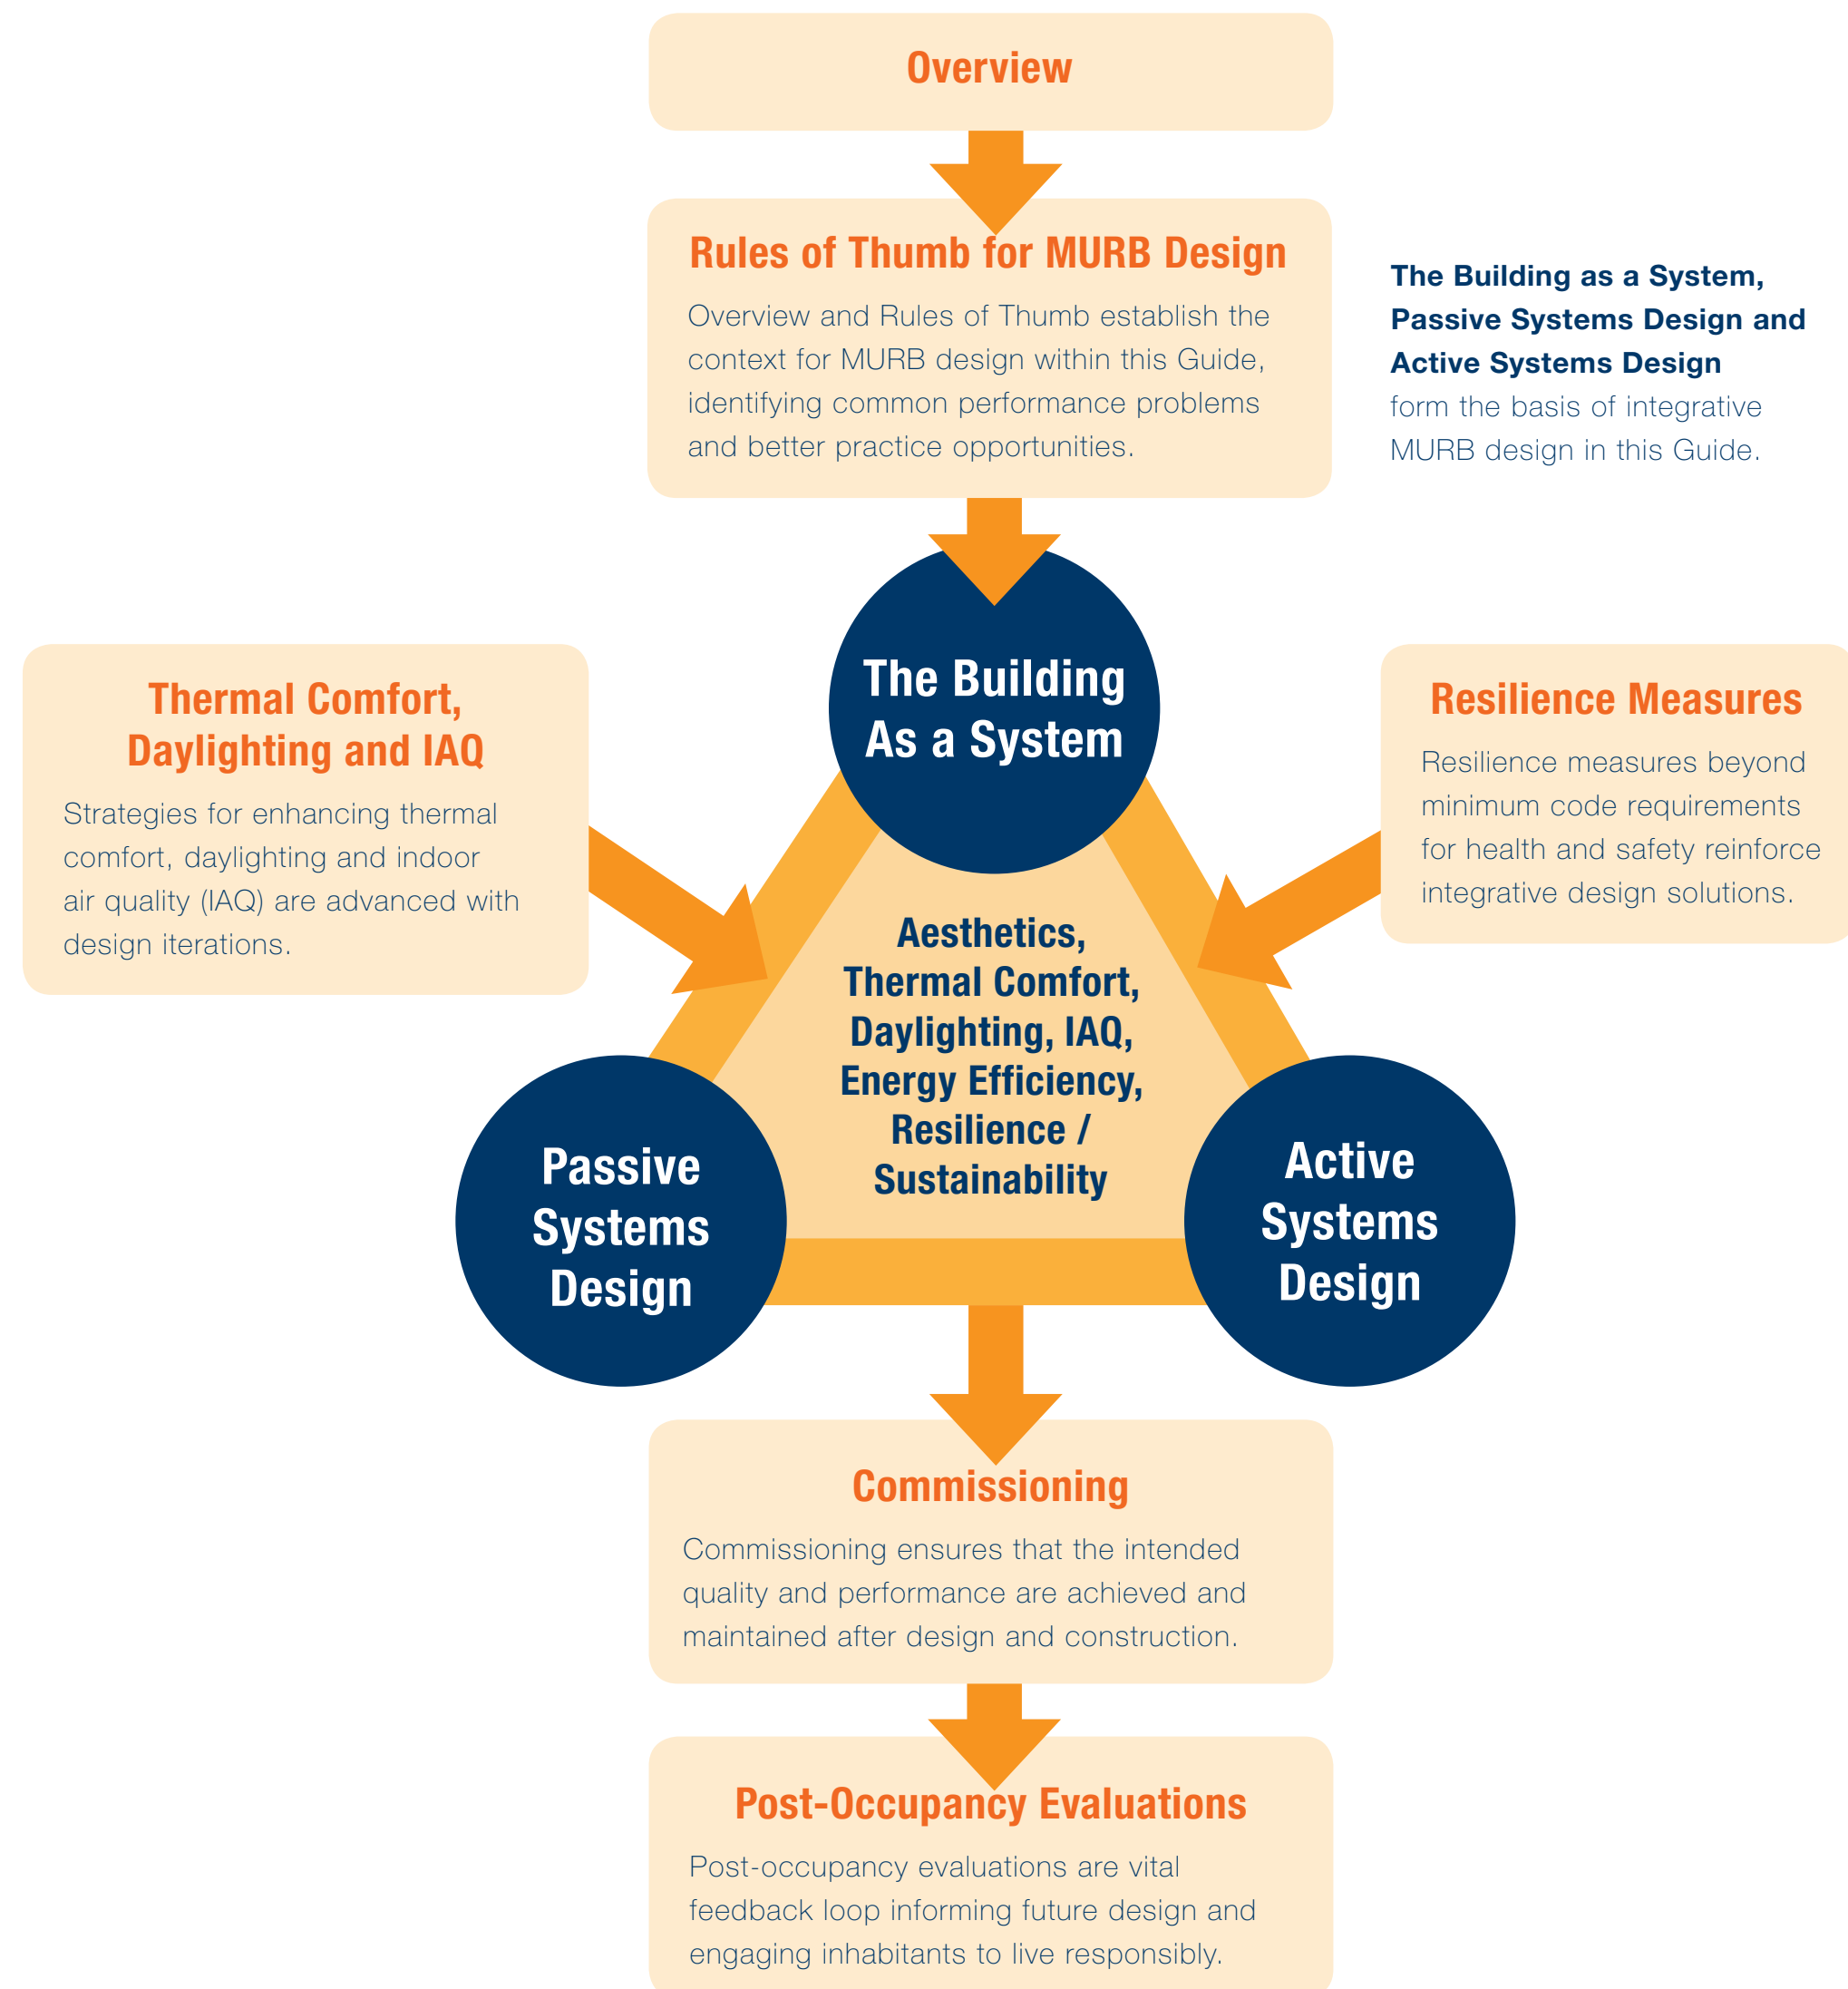 Overview
Rules of Thumb for MURB Design
Overview and Rules of Thumb establish the
context for MURB design within this Guide,
identifying common performance problems
and better practice opportunities.
The Building as a System,
Passive Systems Design and
Active Systems Design
form the basis of integrative
MURB design in this Guide.
The Building
As a System
Thermal Comfort,
Daylighting and IAQ
Strategies for enhancing thermal
comfort, daylighting and indoor
air quality (IAQ) are advanced with
design iterations.
Resilience Measures
Resilience measures beyond
minimum code requirements
for health and safety reinforce
integrative design solutions.
Aesthetics,
Thermal Comfort,
Daylighting, IAQ,
Energy Efficiency,
Resilience /
Sustainability
Passive
Systems
Design
Active
Systems
Design
Commissioning
Commissioning ensures that the intended
quality and performance are achieved and
maintained after design and construction.
Post-Occupancy Evaluations
Post-occupancy evaluations are vital
feedback loop informing future design and
engaging inhabitants to live responsibly.